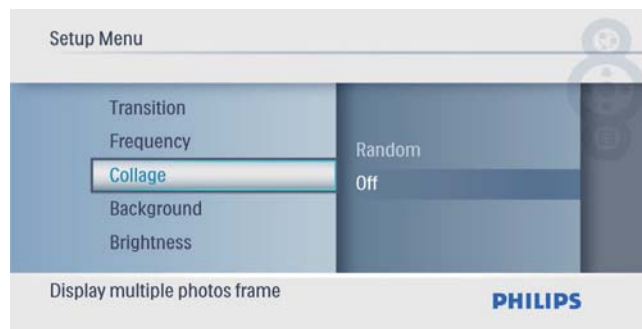 Setup Menu
Transition
Frequency
Collage
Background
Brightness
Random
Off
Display multiple photos frame
PHILIPS